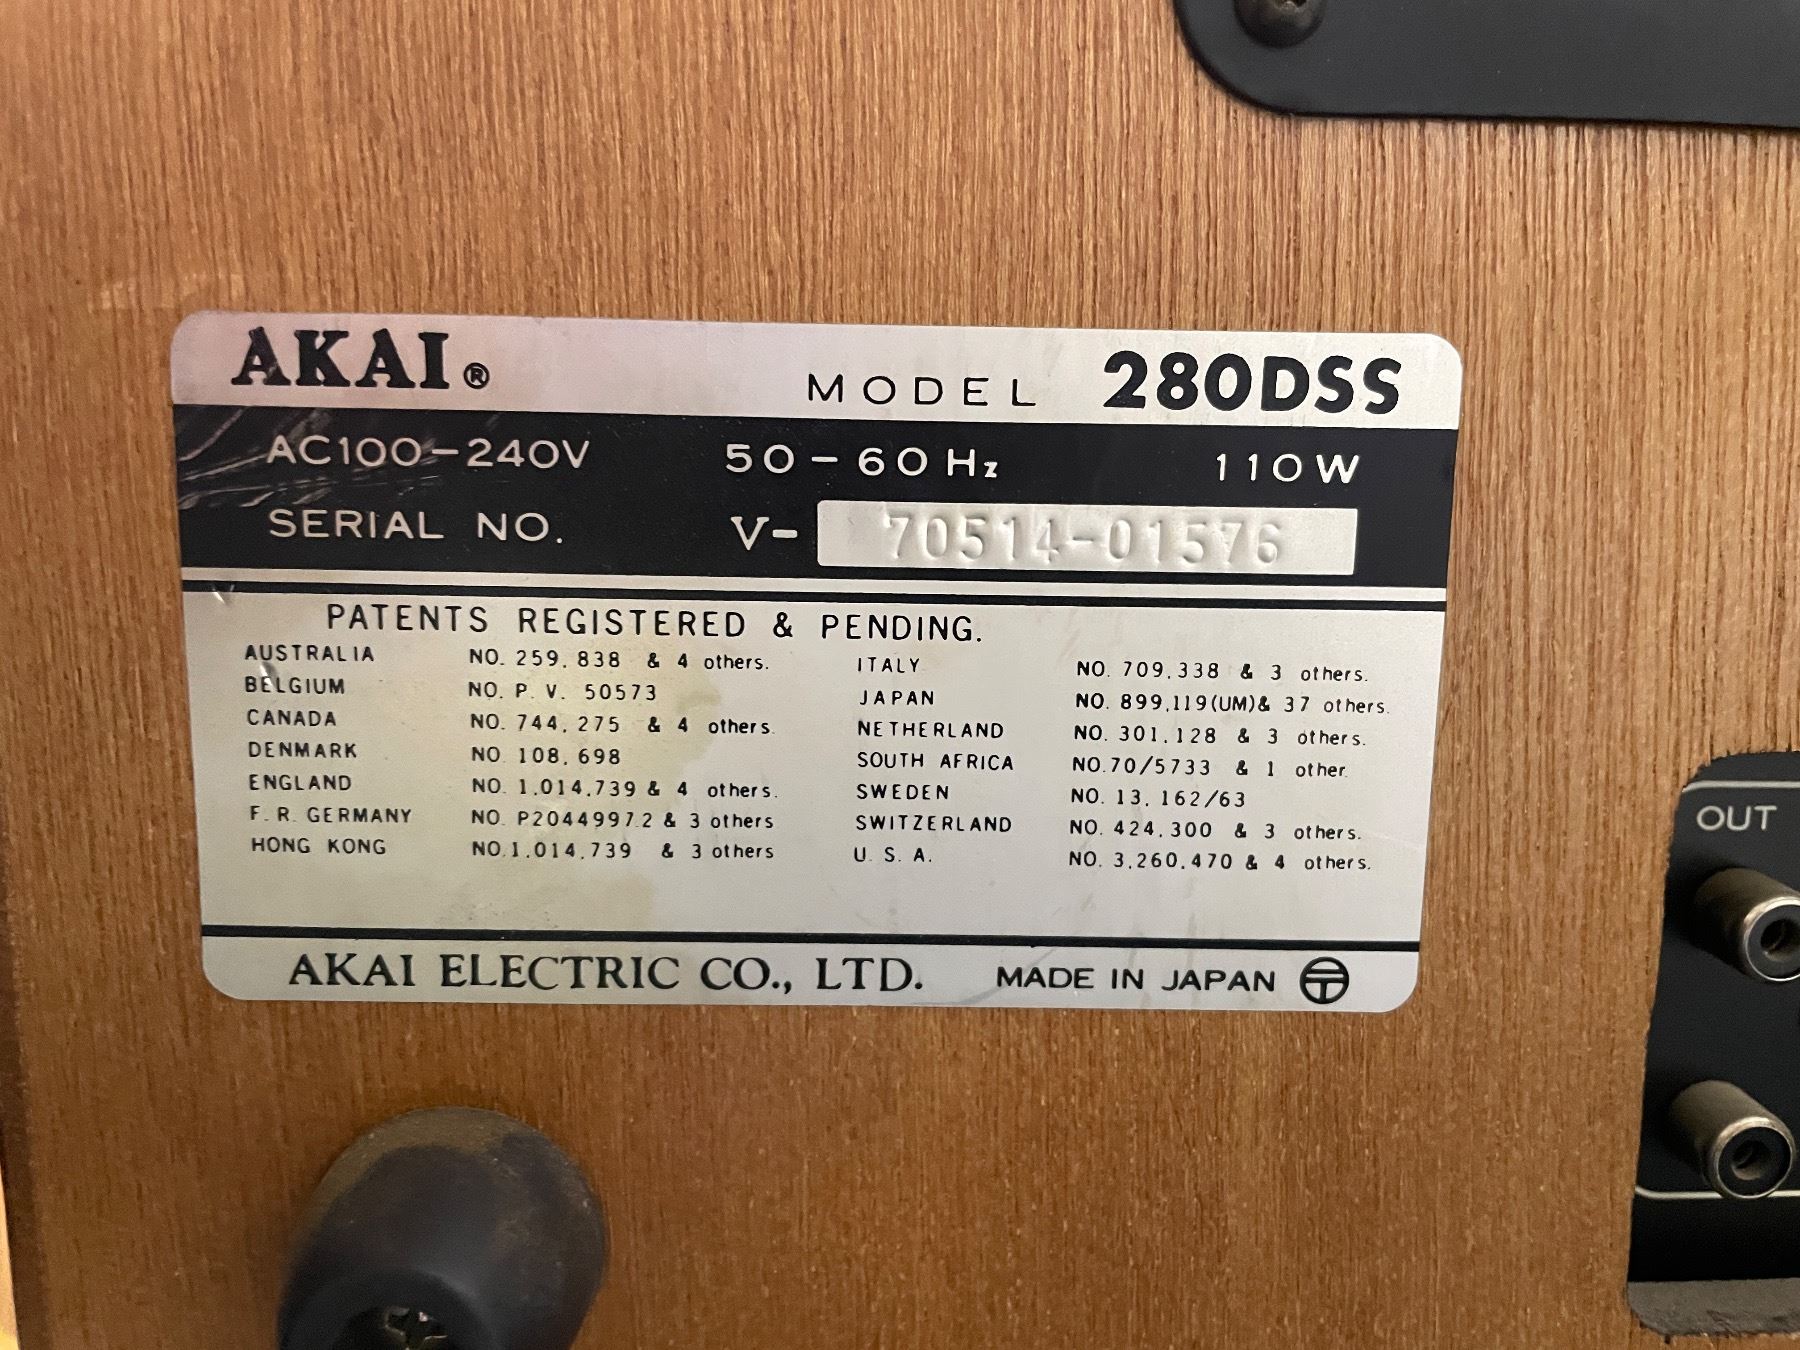 AKAI®
MODEL 280DSS
AC100-240V 50-60Hz 110W
SERIAL NO. V- 70514-01576
PATENTS REGISTERED & PENDING.
AUSTRALIA NO. 259.838 & 4 others.
BELGIUM NO. P. V. 50573
CANADA NO. 744.275 & 4 others.
DENMARK NO. 108.698
ENGLAND NO. 1.014.739 & 4 others.
F. R. GERMANY NO. P2044997.2 & 3 others
HONG KONG NO. 1.014.739 & 3 others
ITALY NO. 709.338 & 3 others.
JAPAN NO. 899.119(UM)& 37 others.
NETHERLAND NO. 301.128 & 3 others.
SOUTH AFRICA NO. 70/5733 & 1 other.
SWEDEN NO. 13. 162/63
SWITZERLAND NO. 424.300 & 3 others.
U. S. A. NO. 3.260.470 & 4 others.
AKAI ELECTRIC CO., LTD. MADE IN JAPAN
OUT